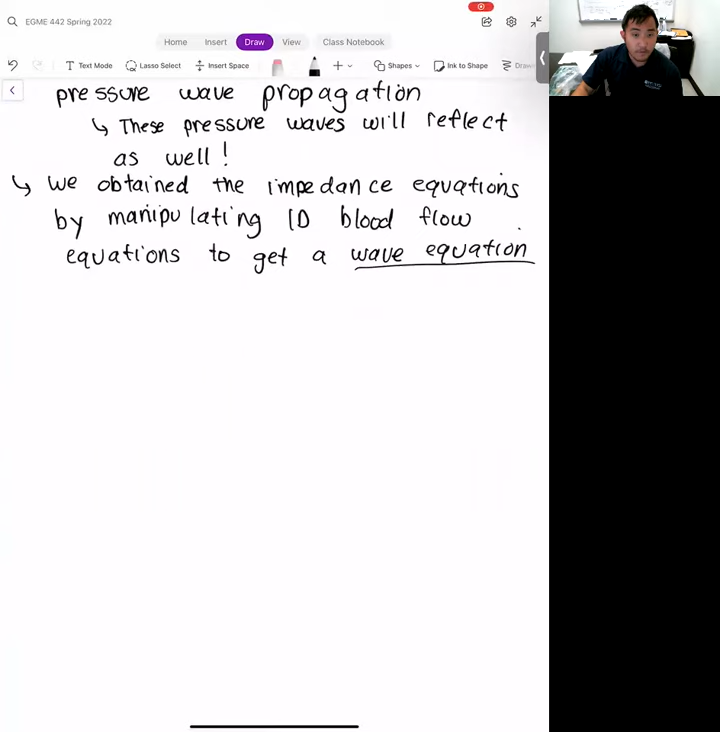 EGME 442 Spring 2022
Home Insert Draw View Class Notebook
Text Mode Lasso Select Insert Space Shapes Ink to Shape Draw
pressure wave propagation
↳ These pressure waves will reflect
as well!
↳ we obtained the impedance equations
by manipulating 1D blood flow
equations to get a wave equation